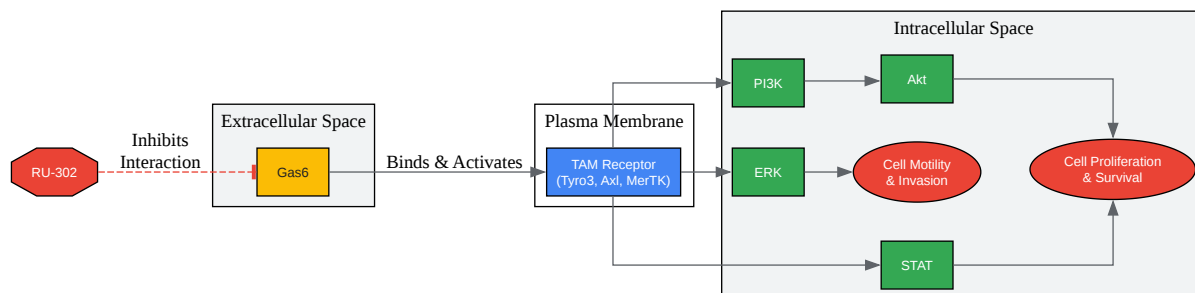 Intracellular Space
PI3K
Akt
Extracellular Space
Plasma Membrane
Inhibits
Interaction
Binds & Activates
RU-302
Gas6
TAM Receptor
(Tyro3, Axl, MerTK)
ERK
Cell Motility
& Invasion
Cell Proliferation
& Survival
STAT